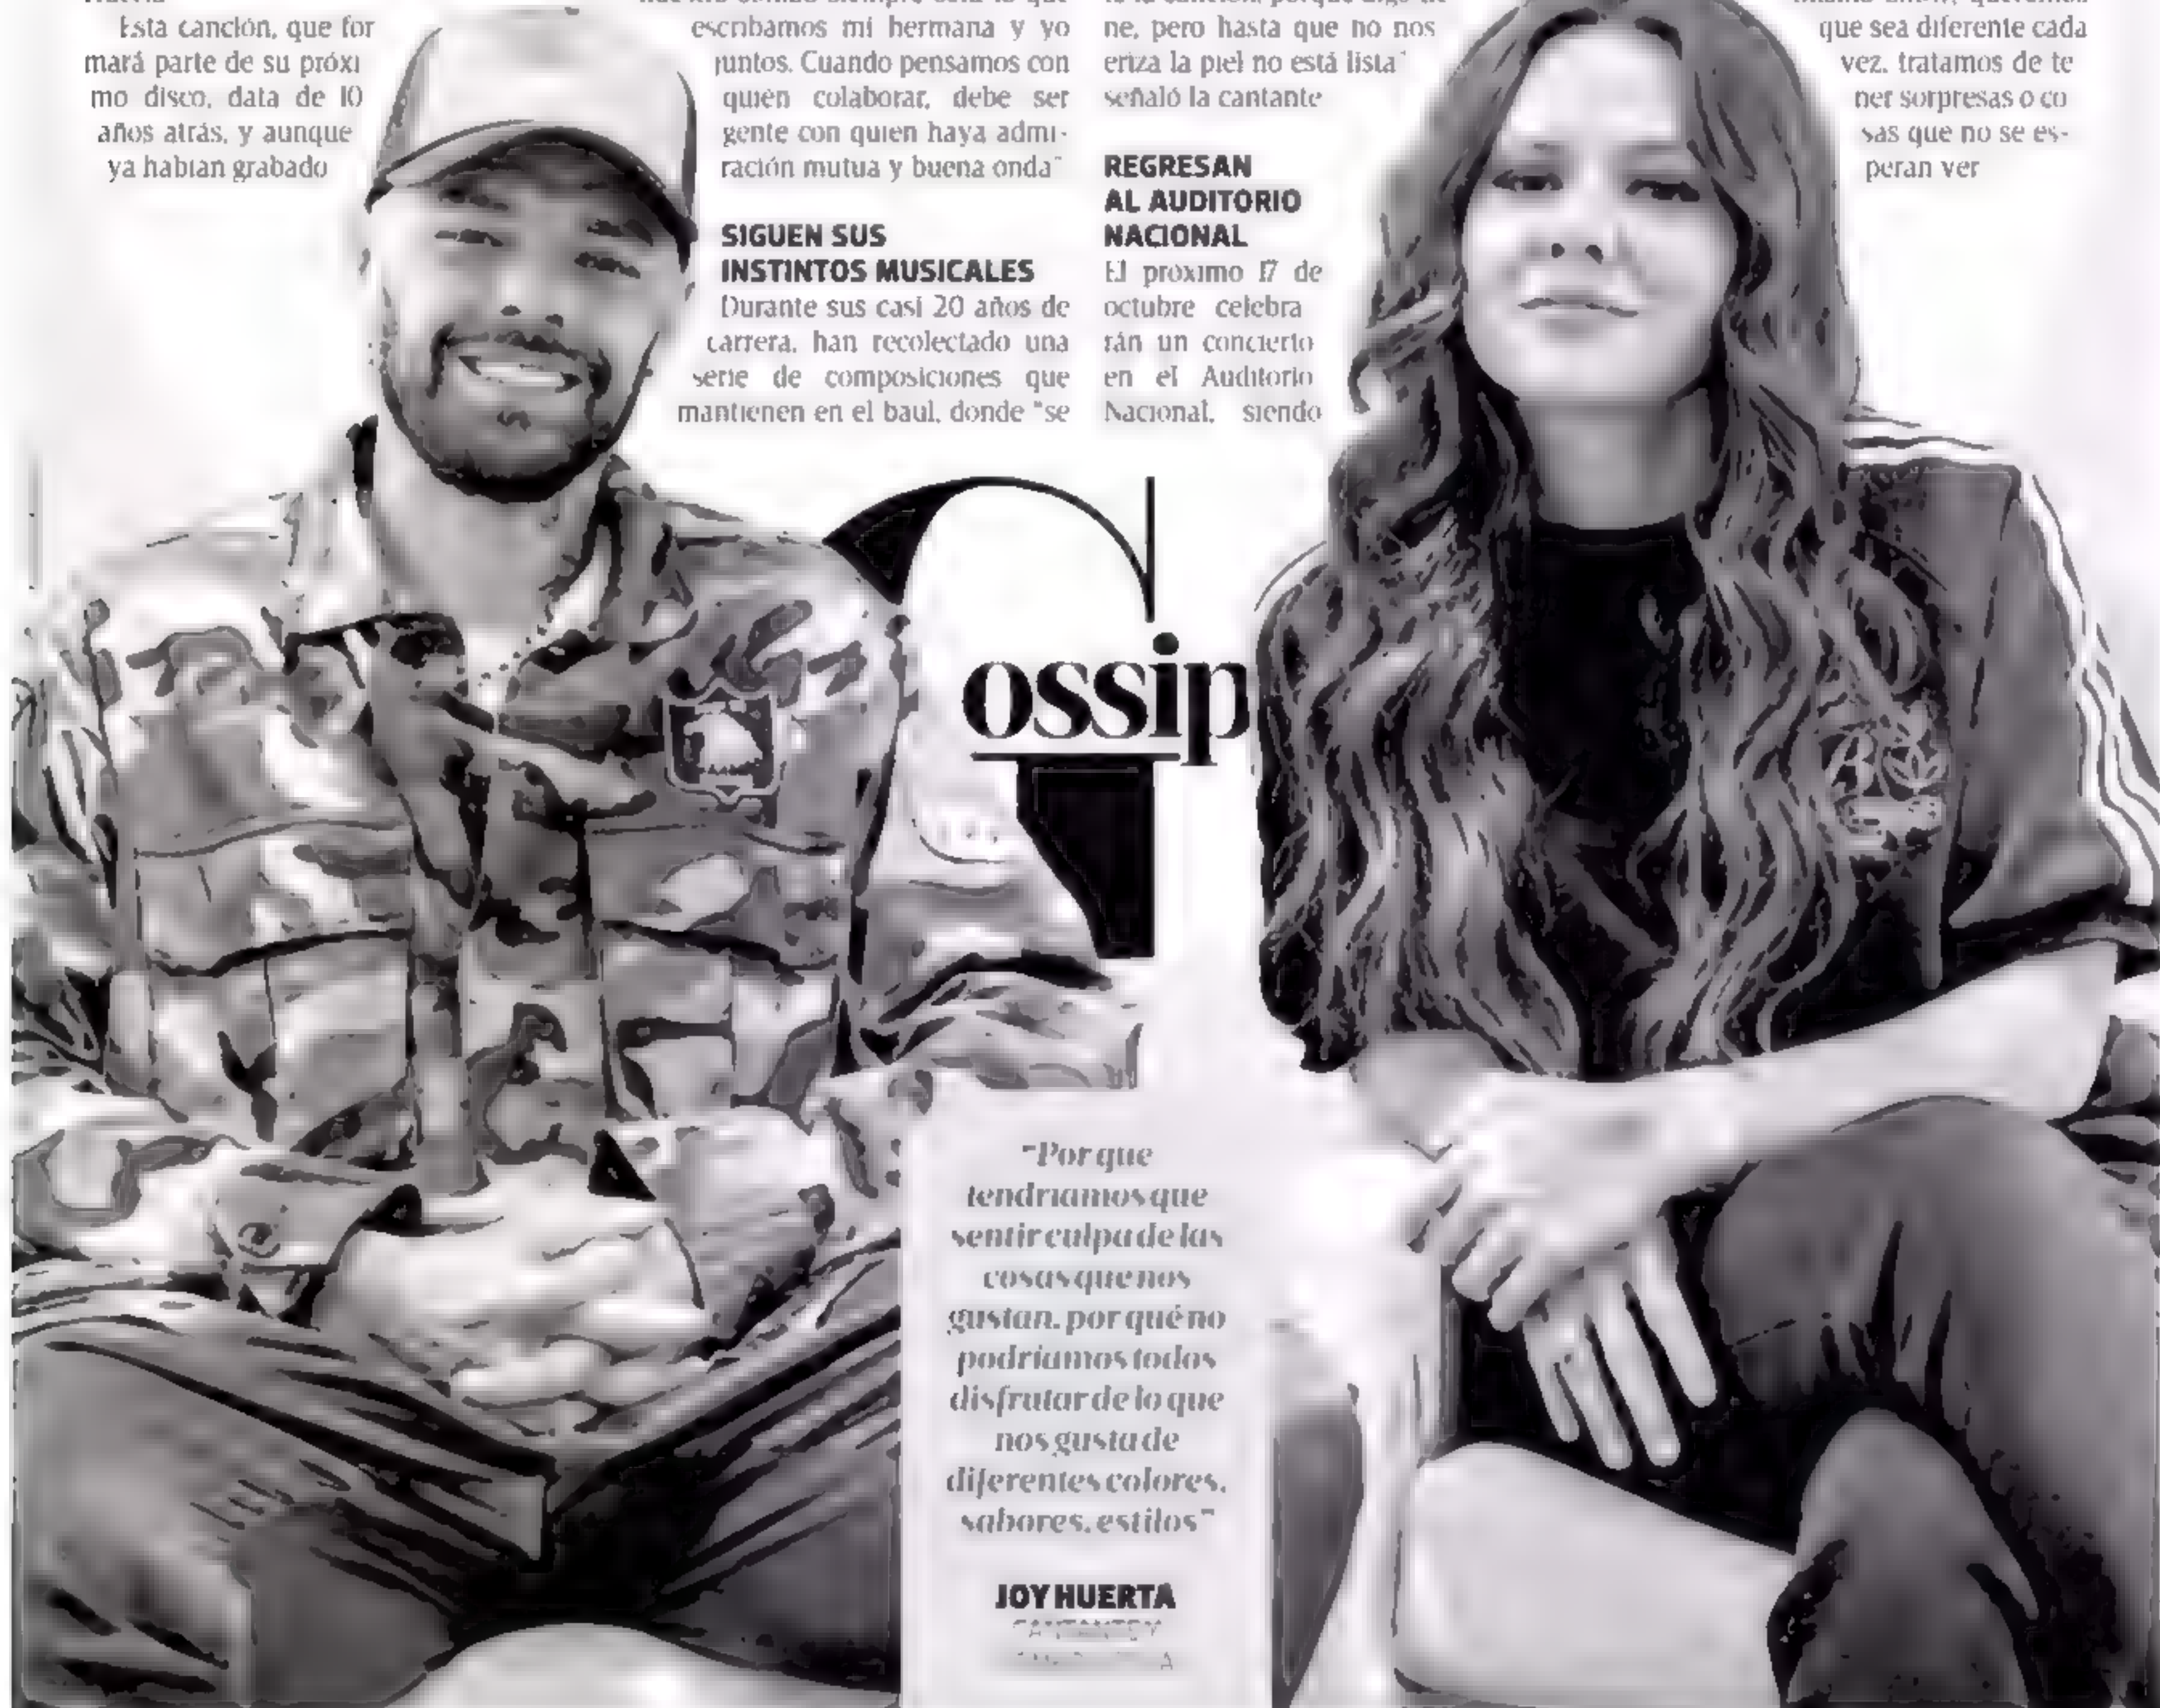 Esta canción, que for
mará parte de su próxi
mo disco, data de 10
años atrás, y aunque
ya habían grabado
escribamos mi hermana y yo
juntos. Cuando pensamos con
quien colaborar, debe ser
gente con quien haya admi-
ración mutua y buena onda"
SIGUEN SUS
INSTINTOS MUSICALES
Durante sus casi 20 años de
carrera, han recolectado una
serie de composiciones que
mantienen en el baúl, donde "se
ne, pero hasta que no nos
eriza la piel no está lista"
señaló la cantante
REGRESAN
AL AUDITORIO
NACIONAL
El próximo 17 de
octubre celebra
rán un concierto
en el Auditorio
Nacional, siendo
que sea diferente cada
vez, tratamos de te
ner sorpresas o co
sas que no se es-
peran ver
Gossip
"Por que
tendríamos que
sentir culpa de las
cosas que nos
gustan, por qué no
podríamos todos
disfrutar de lo que
nos gusta de
diferentes colores,
sabores, estilos"
JOY HUERTA